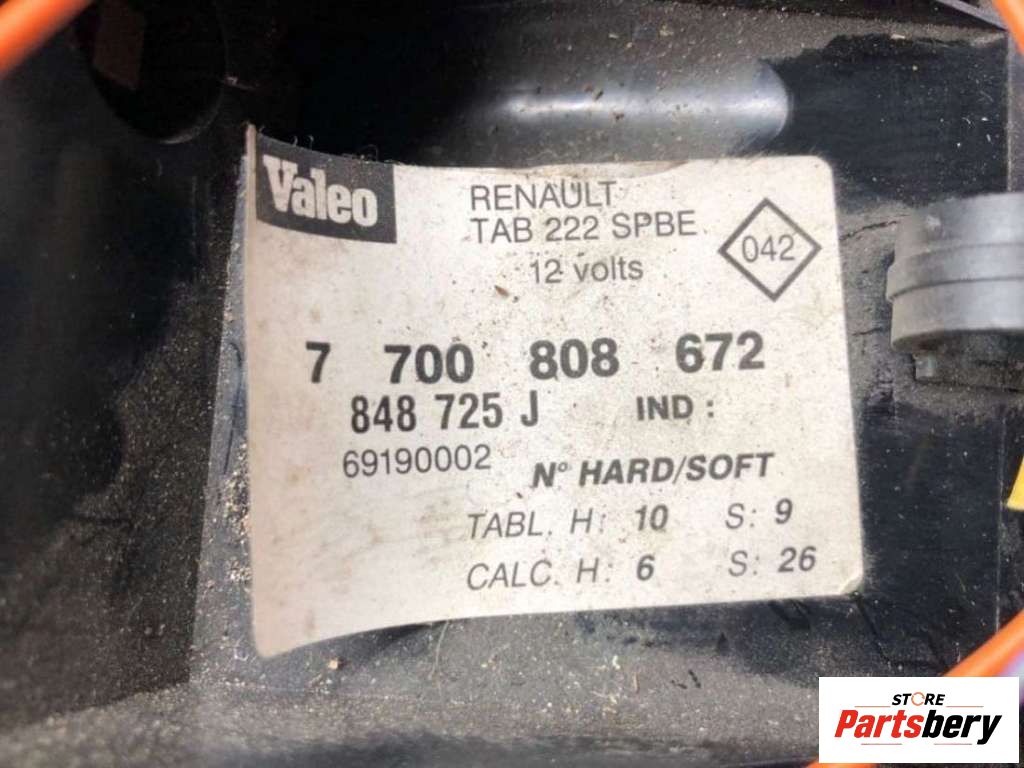 Valeo
RENAULT
TAB 222 SPBE
12 volts
042
7 700 808 672
848 725 J IND :
69190002
N° HARD/SOFT
TABL. H: 10 S: 9
CALC. H: 6 S: 26
STORE
Partsbery